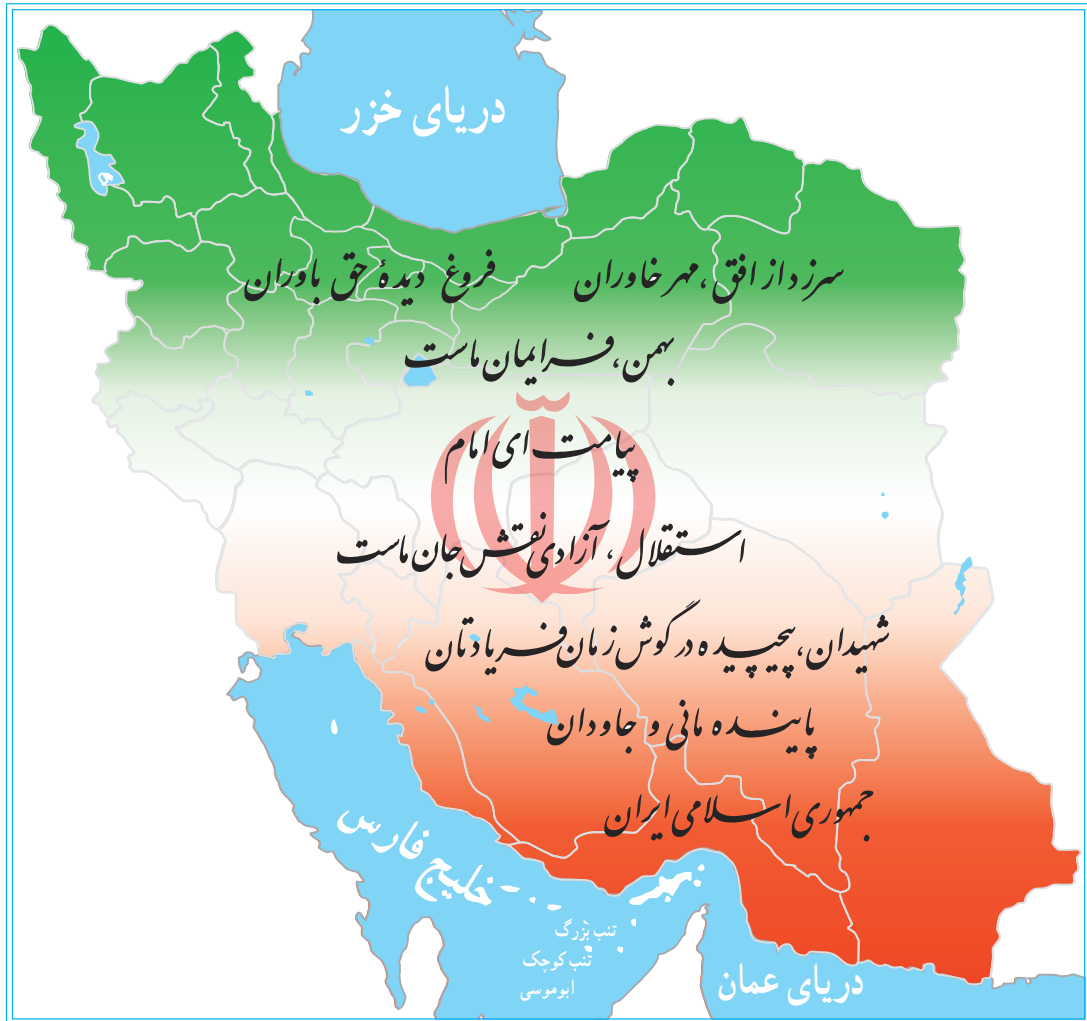 دریای خزر
سرزد از افق، مهر خاوران    فروغ دیدهٔ حق باوران
بهمن، فر ایمان ماست
پیامت ای امام
استقلال، آزادی نقش جان ماست
شهیدان، پیچیده در گوش زمان فریادتان
پاینده مانی و جاودان
جمهوری اسلامی ایران
خلیج فارس
تنب بزرگ
تنب کوچک
ابوموسی
دریای عمان